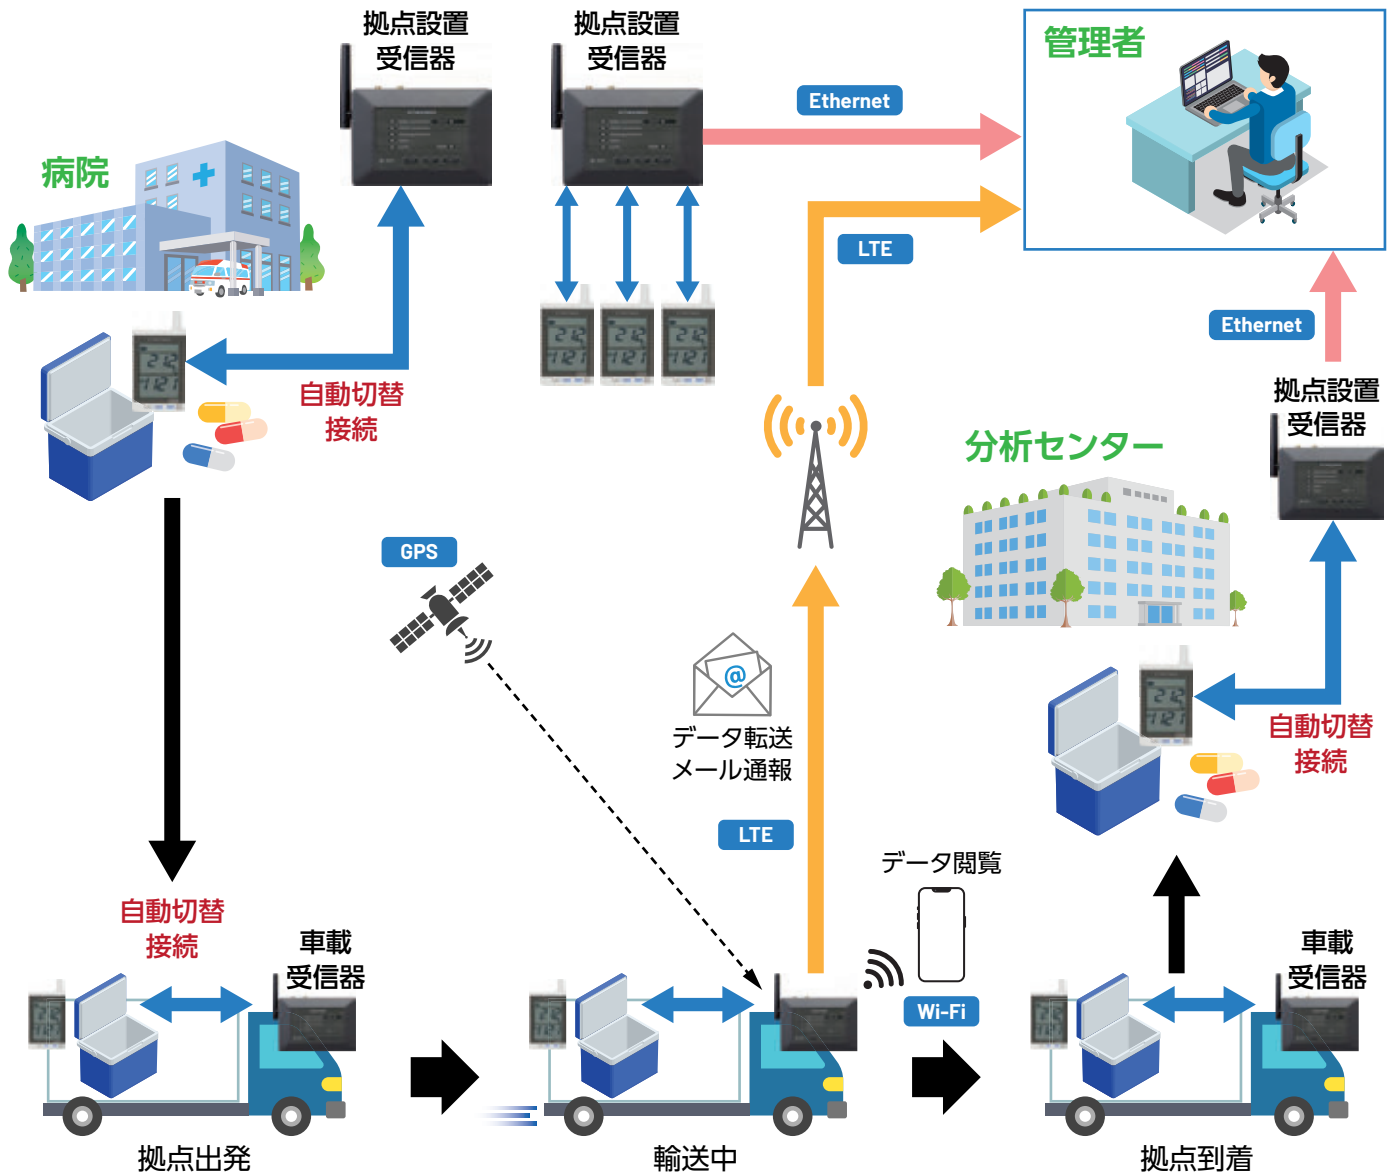 拠点設置
受信器
拠点設置
受信器
管理者
Ethernet
病院
LTE
Ethernet
自動切替
接続
拠点設置
受信器
分析センター
GPS
@
データ転送
メール通報
自動切替
接続
LTE
データ閲覧
自動切替
接続
車載
受信器
車載
受信器
Wi-Fi
拠点出発
輸送中
拠点到着